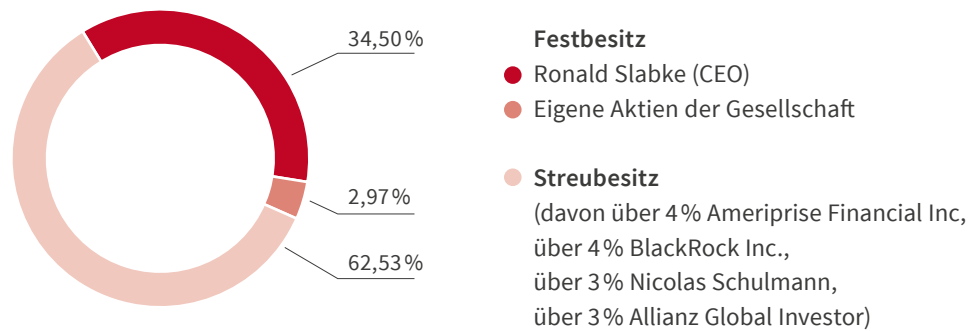 34,50 %
2,97 %
62,53 %
Festbesitz
Ronald Slabke (CEO)
Eigene Aktien der Gesellschaft
Streubesitz
(davon über 4 % Ameriprise Financial Inc,
über 4 % BlackRock Inc.,
über 3 % Nicolas Schulmann,
über 3 % Allianz Global Investor)